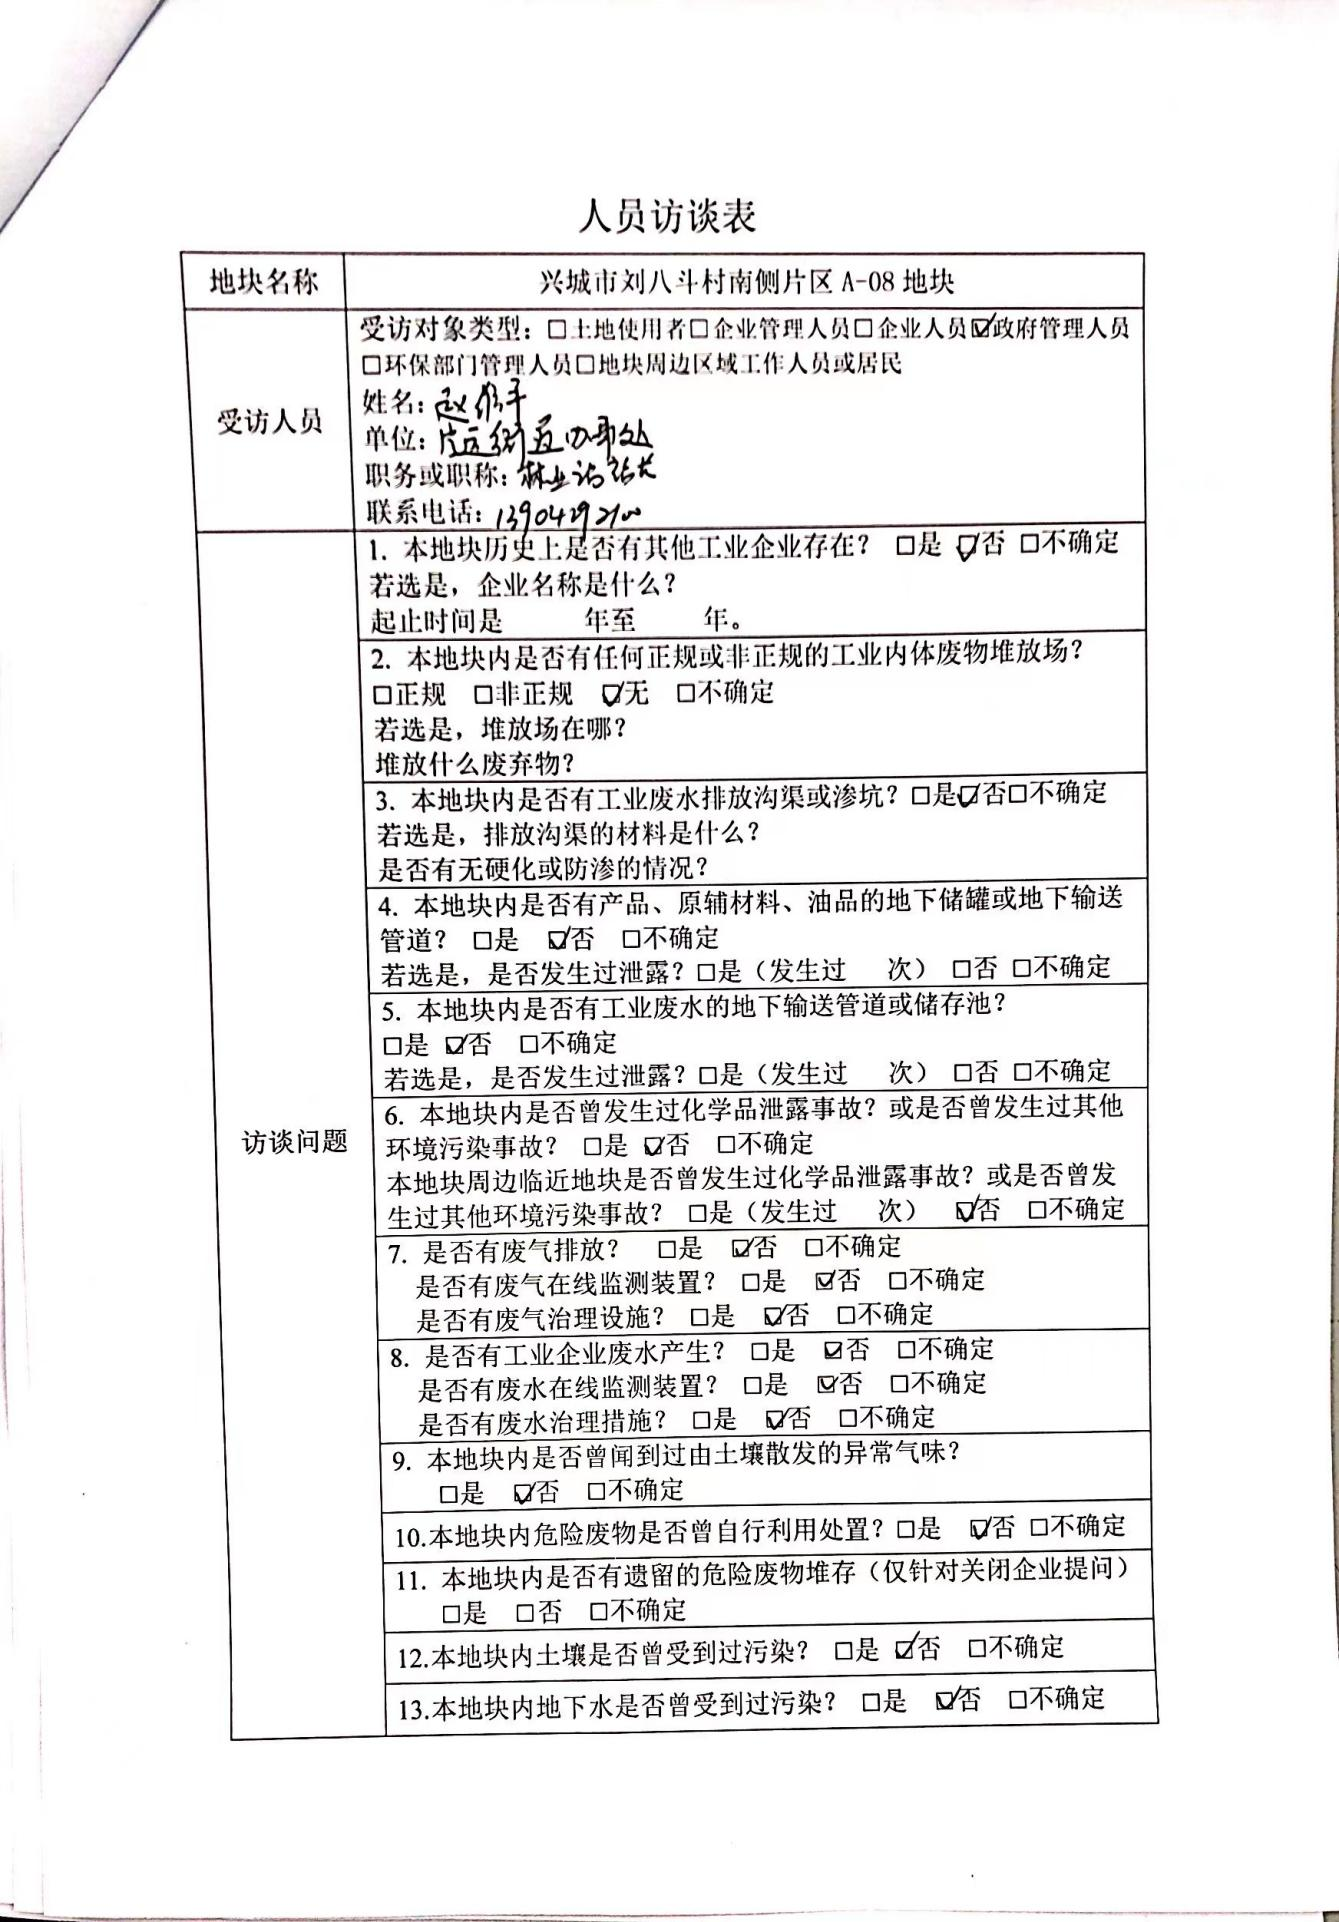 人员访谈表
地块名称
兴城市刘八斗村南侧片区 A-08 地块
受访人员
受访对象类型：□土地使用者□企业管理人员□企业人员☑政府管理人员
□环保部门管理人员□地块周边区域工作人员或居民
姓名：赵
单位：办事处
职务或职称：林业站站长
联系电话：
访谈问题
1. 本地块历史上是否有其他工业企业存在？ □是 ☑否 □不确定
若选是，企业名称是什么？
起止时间是 年至 年。
2. 本地块内是否有任何正规或非正规的工业内体废物堆放场？
□正规 □非正规 ☑无 □不确定
若选是，堆放场在哪？
堆放什么废弃物？
3. 本地块内是否有工业废水排放沟渠或渗坑？□是☑否□不确定
若选是，排放沟渠的材料是什么？
是否有无硬化或防渗的情况？
4. 本地块内是否有产品、原辅材料、油品的地下储罐或地下输送
管道？ □是 ☑否 □不确定
若选是，是否发生过泄露？□是（发生过 次） □否 □不确定
5. 本地块内是否有工业废水的地下输送管道或储存池？
□是 ☑否 □不确定
若选是，是否发生过泄露？□是（发生过 次） □否 □不确定
6. 本地块内是否曾发生过化学品泄露事故？或是否曾发生过其他
环境污染事故？ □是 ☑否 □不确定
本地块周边临近地块是否曾发生过化学品泄露事故？或是否曾发
生过其他环境污染事故？ □是（发生过 次） ☑否 □不确定
7. 是否有废气排放？ □是 ☑否 □不确定
是否有废气在线监测装置？ □是 ☑否 □不确定
是否有废气治理设施？ □是 ☑否 □不确定
8. 是否有工业企业废水产生？ □是 ☑否 □不确定
是否有废水在线监测装置？ □是 ☑否 □不确定
是否有废水治理措施？ □是 ☑否 □不确定
9. 本地块内是否曾闻到过由土壤散发的异常气味？
□是 ☑否 □不确定
10.本地块内危险废物是否曾自行利用处置？□是 ☑否 □不确定
11. 本地块内是否有遗留的危险废物堆存（仅针对关闭企业提问）
□是 □否 □不确定
12.本地块内土壤是否曾受到过污染？ □是 ☑否 □不确定
13.本地块内地下水是否曾受到过污染？ □是 ☑否 □不确定